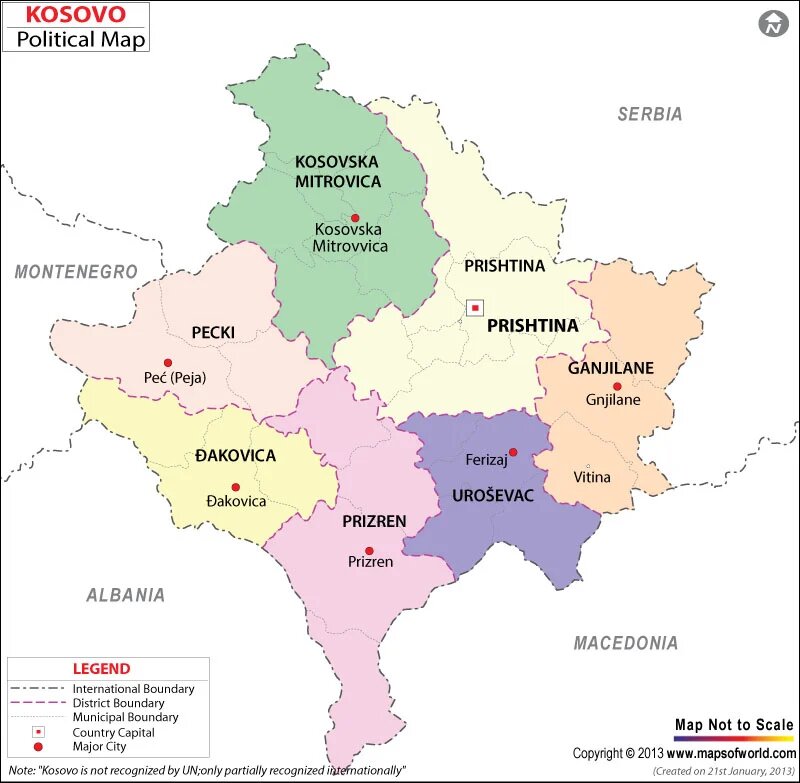 KOSOVO
Political Map
N
SERBIA
KOSOVSKA
MITROVICA
Kosovska
Mitrovvica
MONTENEGRO
PRISHTINA
PRISHTINA
PECKI
Peć (Peja)
GANJILANE
Gnjilane
ĐAKOVICA
Đakovica
Ferizaj
UROŠEVAC
Vitina
PRIZREN
Prizren
ALBANIA
MACEDONIA
LEGEND
International Boundary
District Boundary
Municipal Boundary
Country Capital
Major City
Map Not to Scale
Copyright © 2013 www.mapsofworld.com
(Created on 21st January, 2013)
Note: "Kosovo is not recognized by UN;only partially recognized internationally"